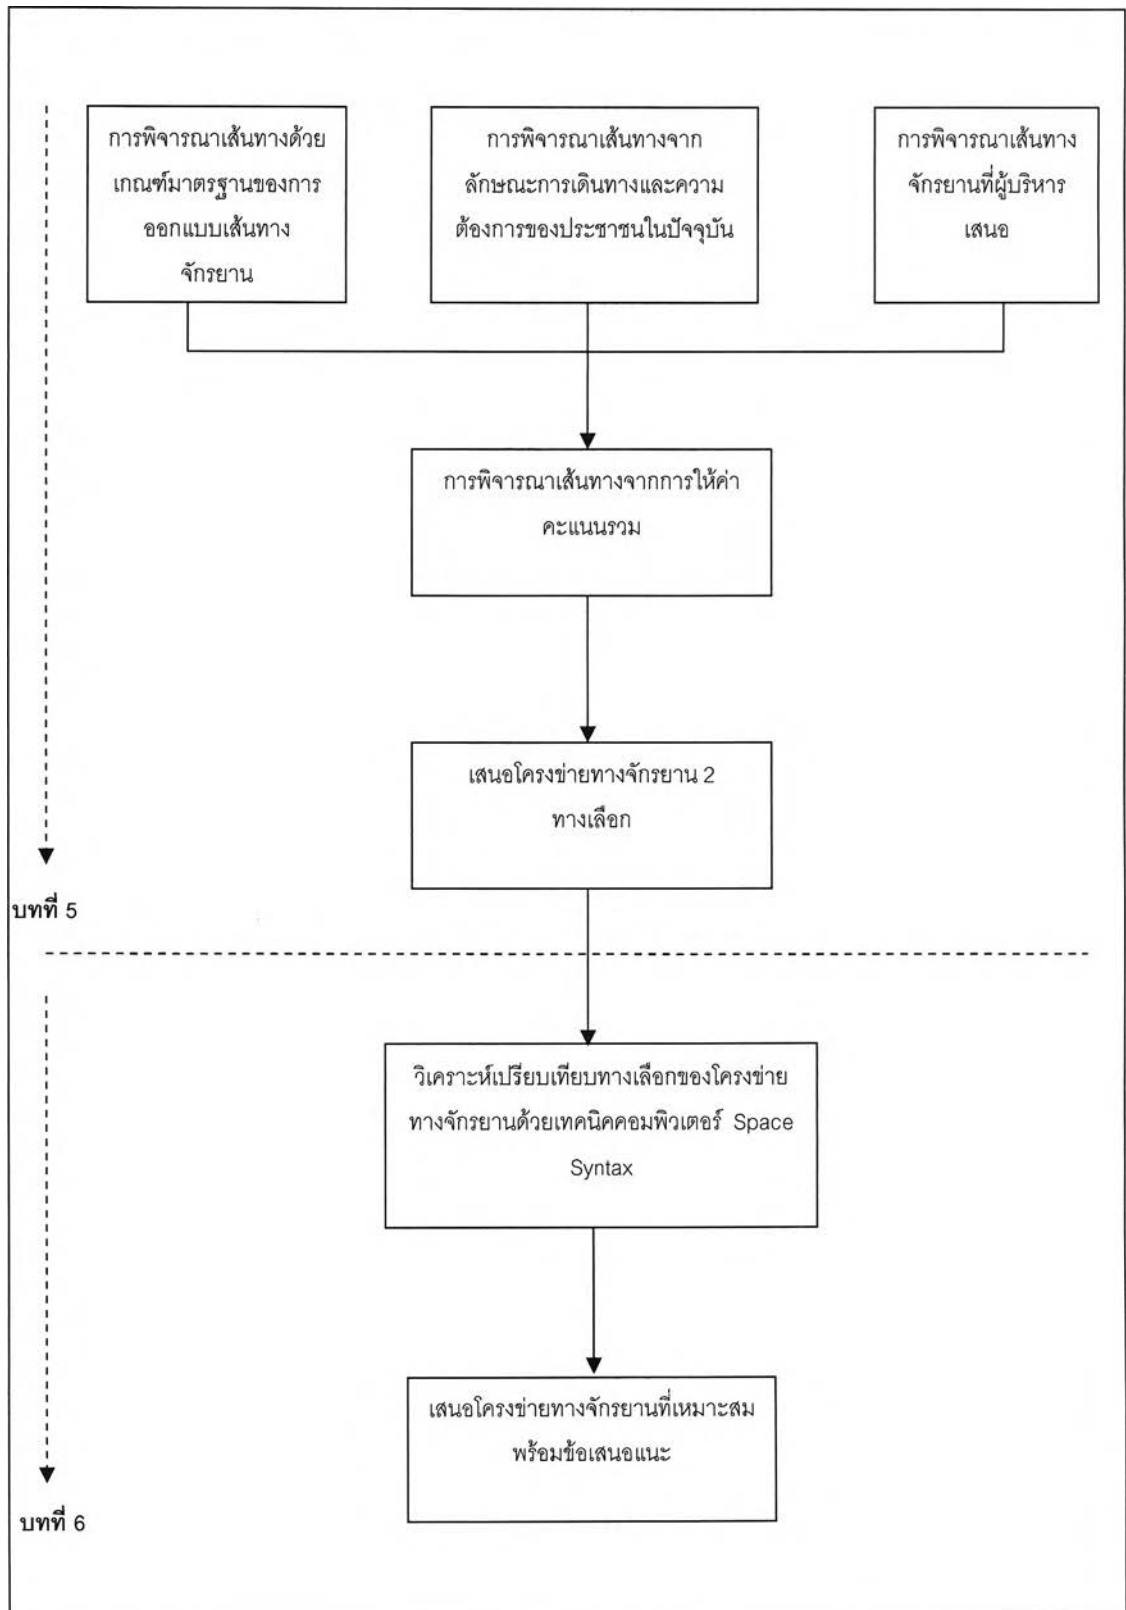 การพิจารณาเส้นทางด้วย
เกณฑ์มาตรฐานของการ
ออกแบบเส้นทาง
จักรยาน
การพิจารณาเส้นทางจาก
ลักษณะการเดินทางและความ
ต้องการของประชาชนในปัจจุบัน
การพิจารณาเส้นทาง
จักรยานที่ผู้บริหาร
เสนอ
การพิจารณาเส้นทางจากการให้ค่า
คะแนนรวม
เสนอโครงข่ายทางจักรยาน 2
ทางเลือก
บทที่ 5
วิเคราะห์เปรียบเทียบทางเลือกของโครงข่าย
ทางจักรยานด้วยเทคนิคคอมพิวเตอร์ Space
Syntax
เสนอโครงข่ายทางจักรยานที่เหมาะสม
พร้อมข้อเสนอแนะ
บทที่ 6